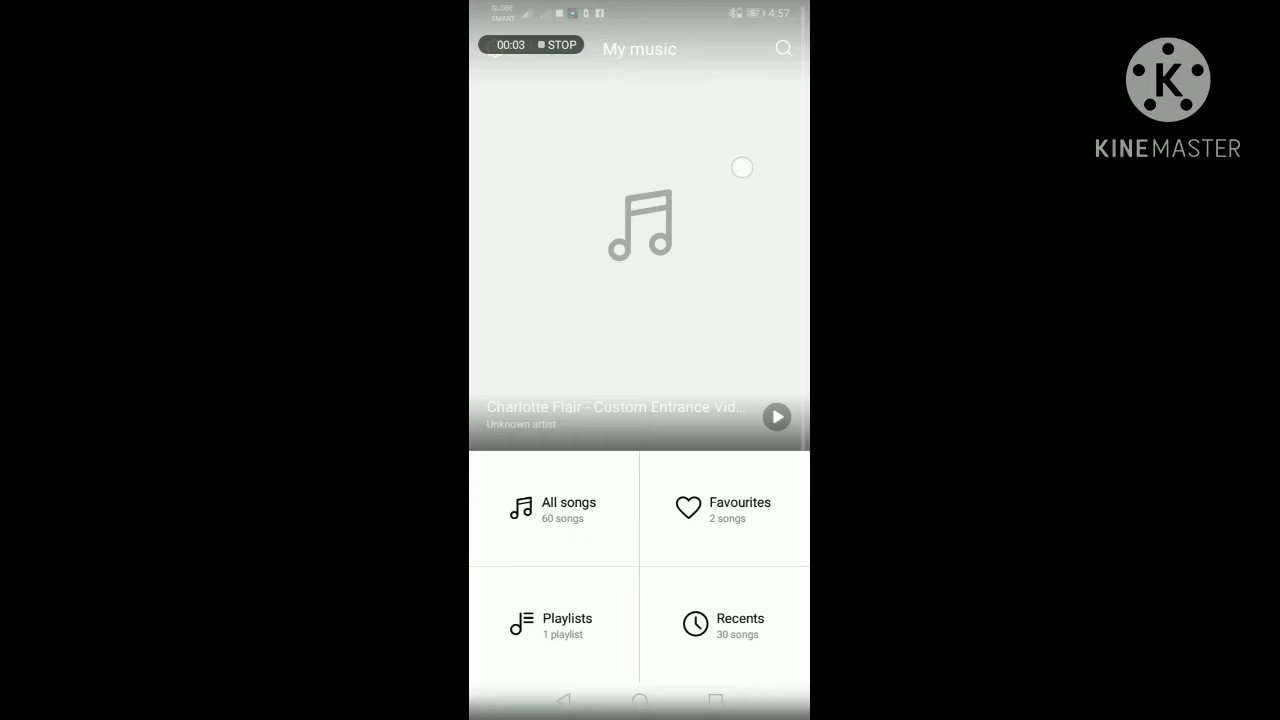 GLOBE
SMART
67
4:57
00:03
STOP
My music
K
KINEMASTER
Charlotte Flair - Custom Entrance Vid...
Unknown artist
All songs
60 songs
Favourites
2 songs
Playlists
1 playlist
Recents
30 songs